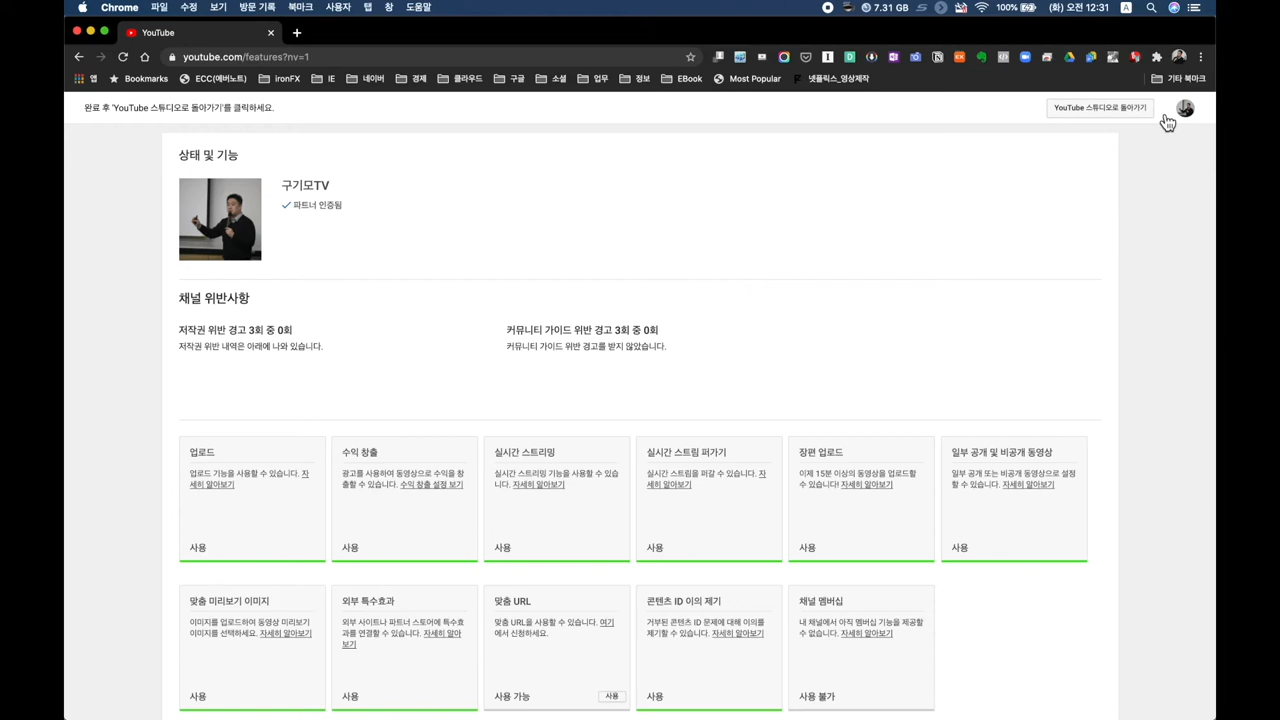 Chrome 파일 수정 보기 방문 기록 북마크 사용자 탭 창 도움말 7.31 GB 100% (화) 오전 12:31 A
YouTube
youtube.com/features?nv=1
앱 Bookmarks ECC(에버노트) ironFX IE 네이버 경제 클라우드 구글 소셜 업무 정보 EBook Most Popular 넷플릭스_영상제작 기타 북마크
완료 후 'YouTube 스튜디오로 돌아가기'를 클릭하세요.
YouTube 스튜디오로 돌아가기
상태 및 기능
구기모TV
파트너 인증됨
채널 위반사항
저작권 위반 경고 3회 중 0회
저작권 위반 내역은 아래에 나와 있습니다.
커뮤니티 가이드 위반 경고 3회 중 0회
커뮤니티 가이드 위반 경고를 받지 않았습니다.
업로드
업로드 기능을 사용할 수 있습니다. 자
세히 알아보기
사용
수익 창출
광고를 사용하여 동영상으로 수익을 창
출할 수 있습니다. 수익 창출 설정 보기
사용
실시간 스트리밍
실시간 스트리밍 기능을 사용할 수 있습
니다. 자세히 알아보기
사용
실시간 스트림 퍼가기
실시간 스트림을 퍼갈 수 있습니다. 자
세히 알아보기
사용
장편 업로드
이제 15분 이상의 동영상을 업로드할
수 있습니다! 자세히 알아보기
사용
일부 공개 및 비공개 동영상
일부 공개 또는 비공개 동영상으로 설정
할 수 있습니다. 자세히 알아보기
사용
맞춤 미리보기 이미지
이미지를 업로드하여 동영상 미리보기
이미지를 선택하세요. 자세히 알아보기
사용
외부 특수효과
외부 사이트나 파트너 스토어에 특수효
과를 연결할 수 있습니다. 자세히 알아
보기
사용
맞춤 URL
맞춤 URL을 사용할 수 있습니다. 여기
에서 신청하세요.
사용 가능
사용
콘텐츠 ID 이의 제기
거부된 콘텐츠 ID 문제에 대해 이의를
제기할 수 있습니다. 자세히 알아보기
사용
채널 멤버십
내 채널에서 아직 멤버십 기능을 제공할
수 없습니다. 자세히 알아보기
사용 불가